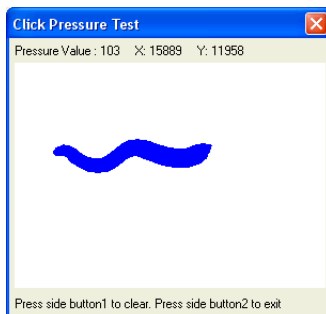 Click Pressure Test
Pressure Value : 103 X: 15889 Y: 11958
Press side button1 to clear. Press side button2 to exit